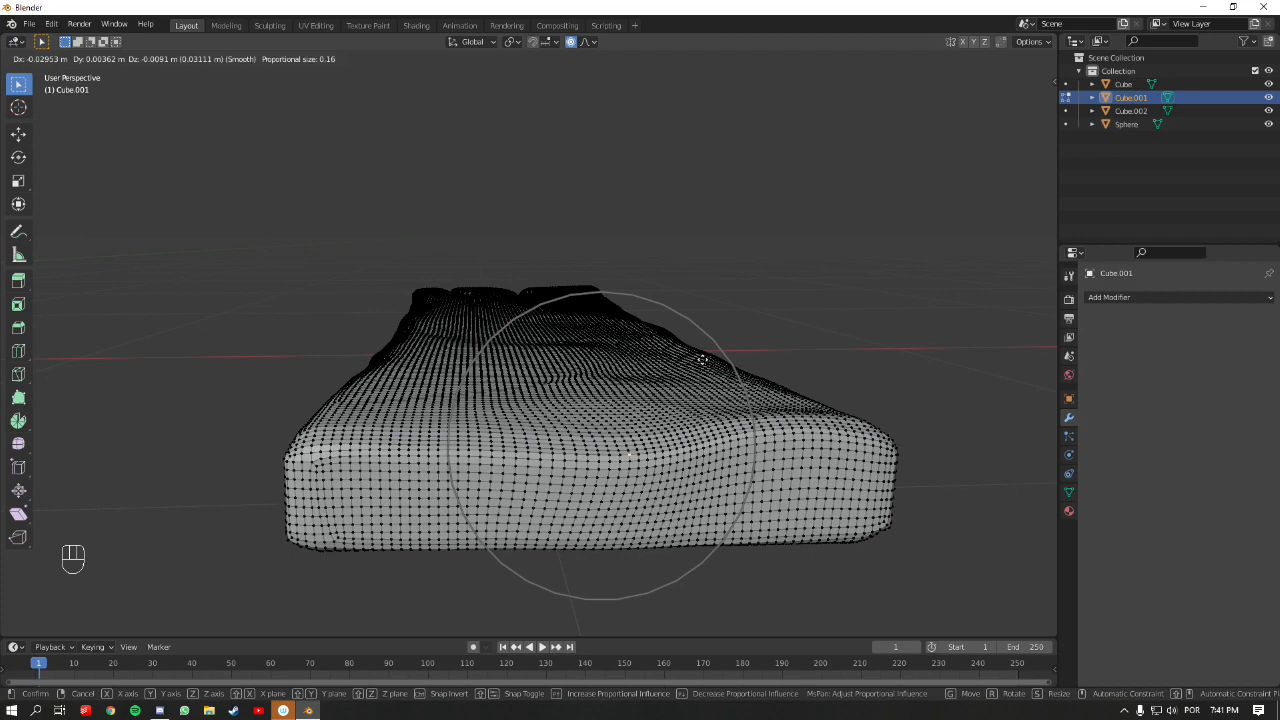 Blender
File Edit Render Window Help Layout Modeling Sculpting UV Editing Texture Paint Shading Animation Rendering Compositing Scripting + Scene View Layer
Global X Y Z Options
Dx: -0.02953 m Dy: 0.00362 m Dz: -0.0091 m (0.03111 m) (Smooth) Proportional size: 0.16
Scene Collection
User Perspective
Collection
(1) Cube.001
Cube
Cube.001
Cube.002
Sphere
Cube.001
Add Modifier
Playback Keying View Marker 1 Start 1 End 250
1 10 20 30 40 50 60 70 80 90 100 110 120 130 140 150 160 170 180 190 200 210 220 230 240 250
Confirm Cancel X X axis Y Y axis Z Z axis X X plane Y Y plane Z Z plane Snap Invert Snap Toggle Increase Proportional Influence Decrease Proportional Influence MsPan: Adjust Proportional Influence G Move R Rotate S Resize Automatic Constraint Automatic Constraint Plane
POR 7:41 PM